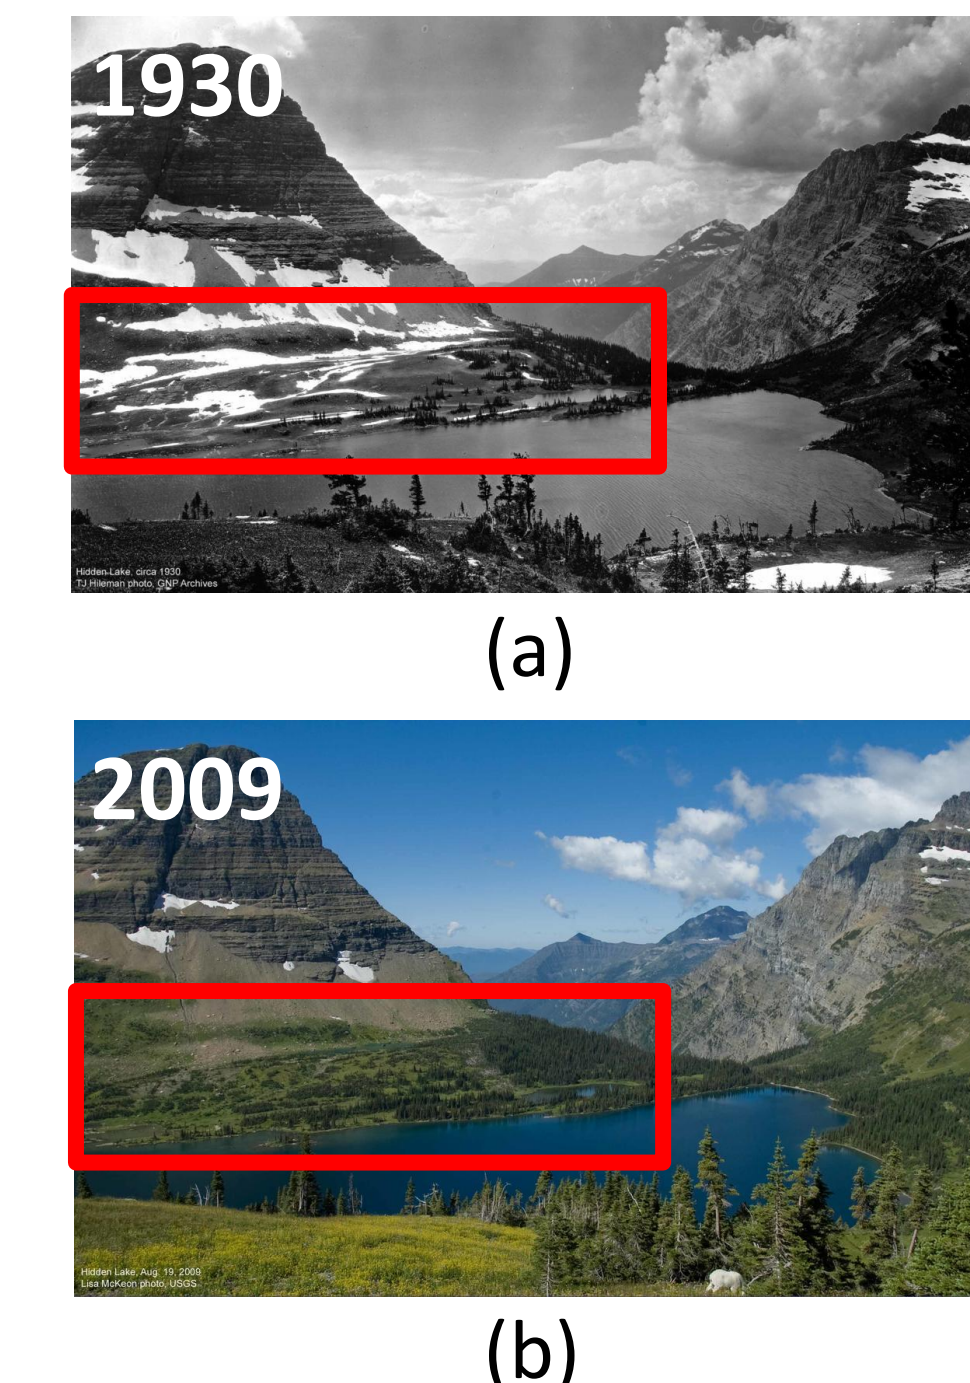 1930
Hidden Lake, circa 1930
TJ Hileman photo, GNP Archives
(a)
2009
Hidden Lake, Aug. 19, 2009
Lisa McKeon photo, USGS
(b)